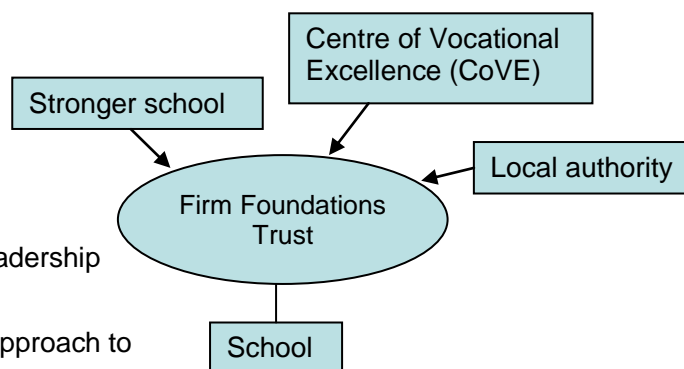 Centre of Vocational
Excellence (CoVE)
Stronger school
Local authority
Firm Foundations
Trust
adership
pproach to
School